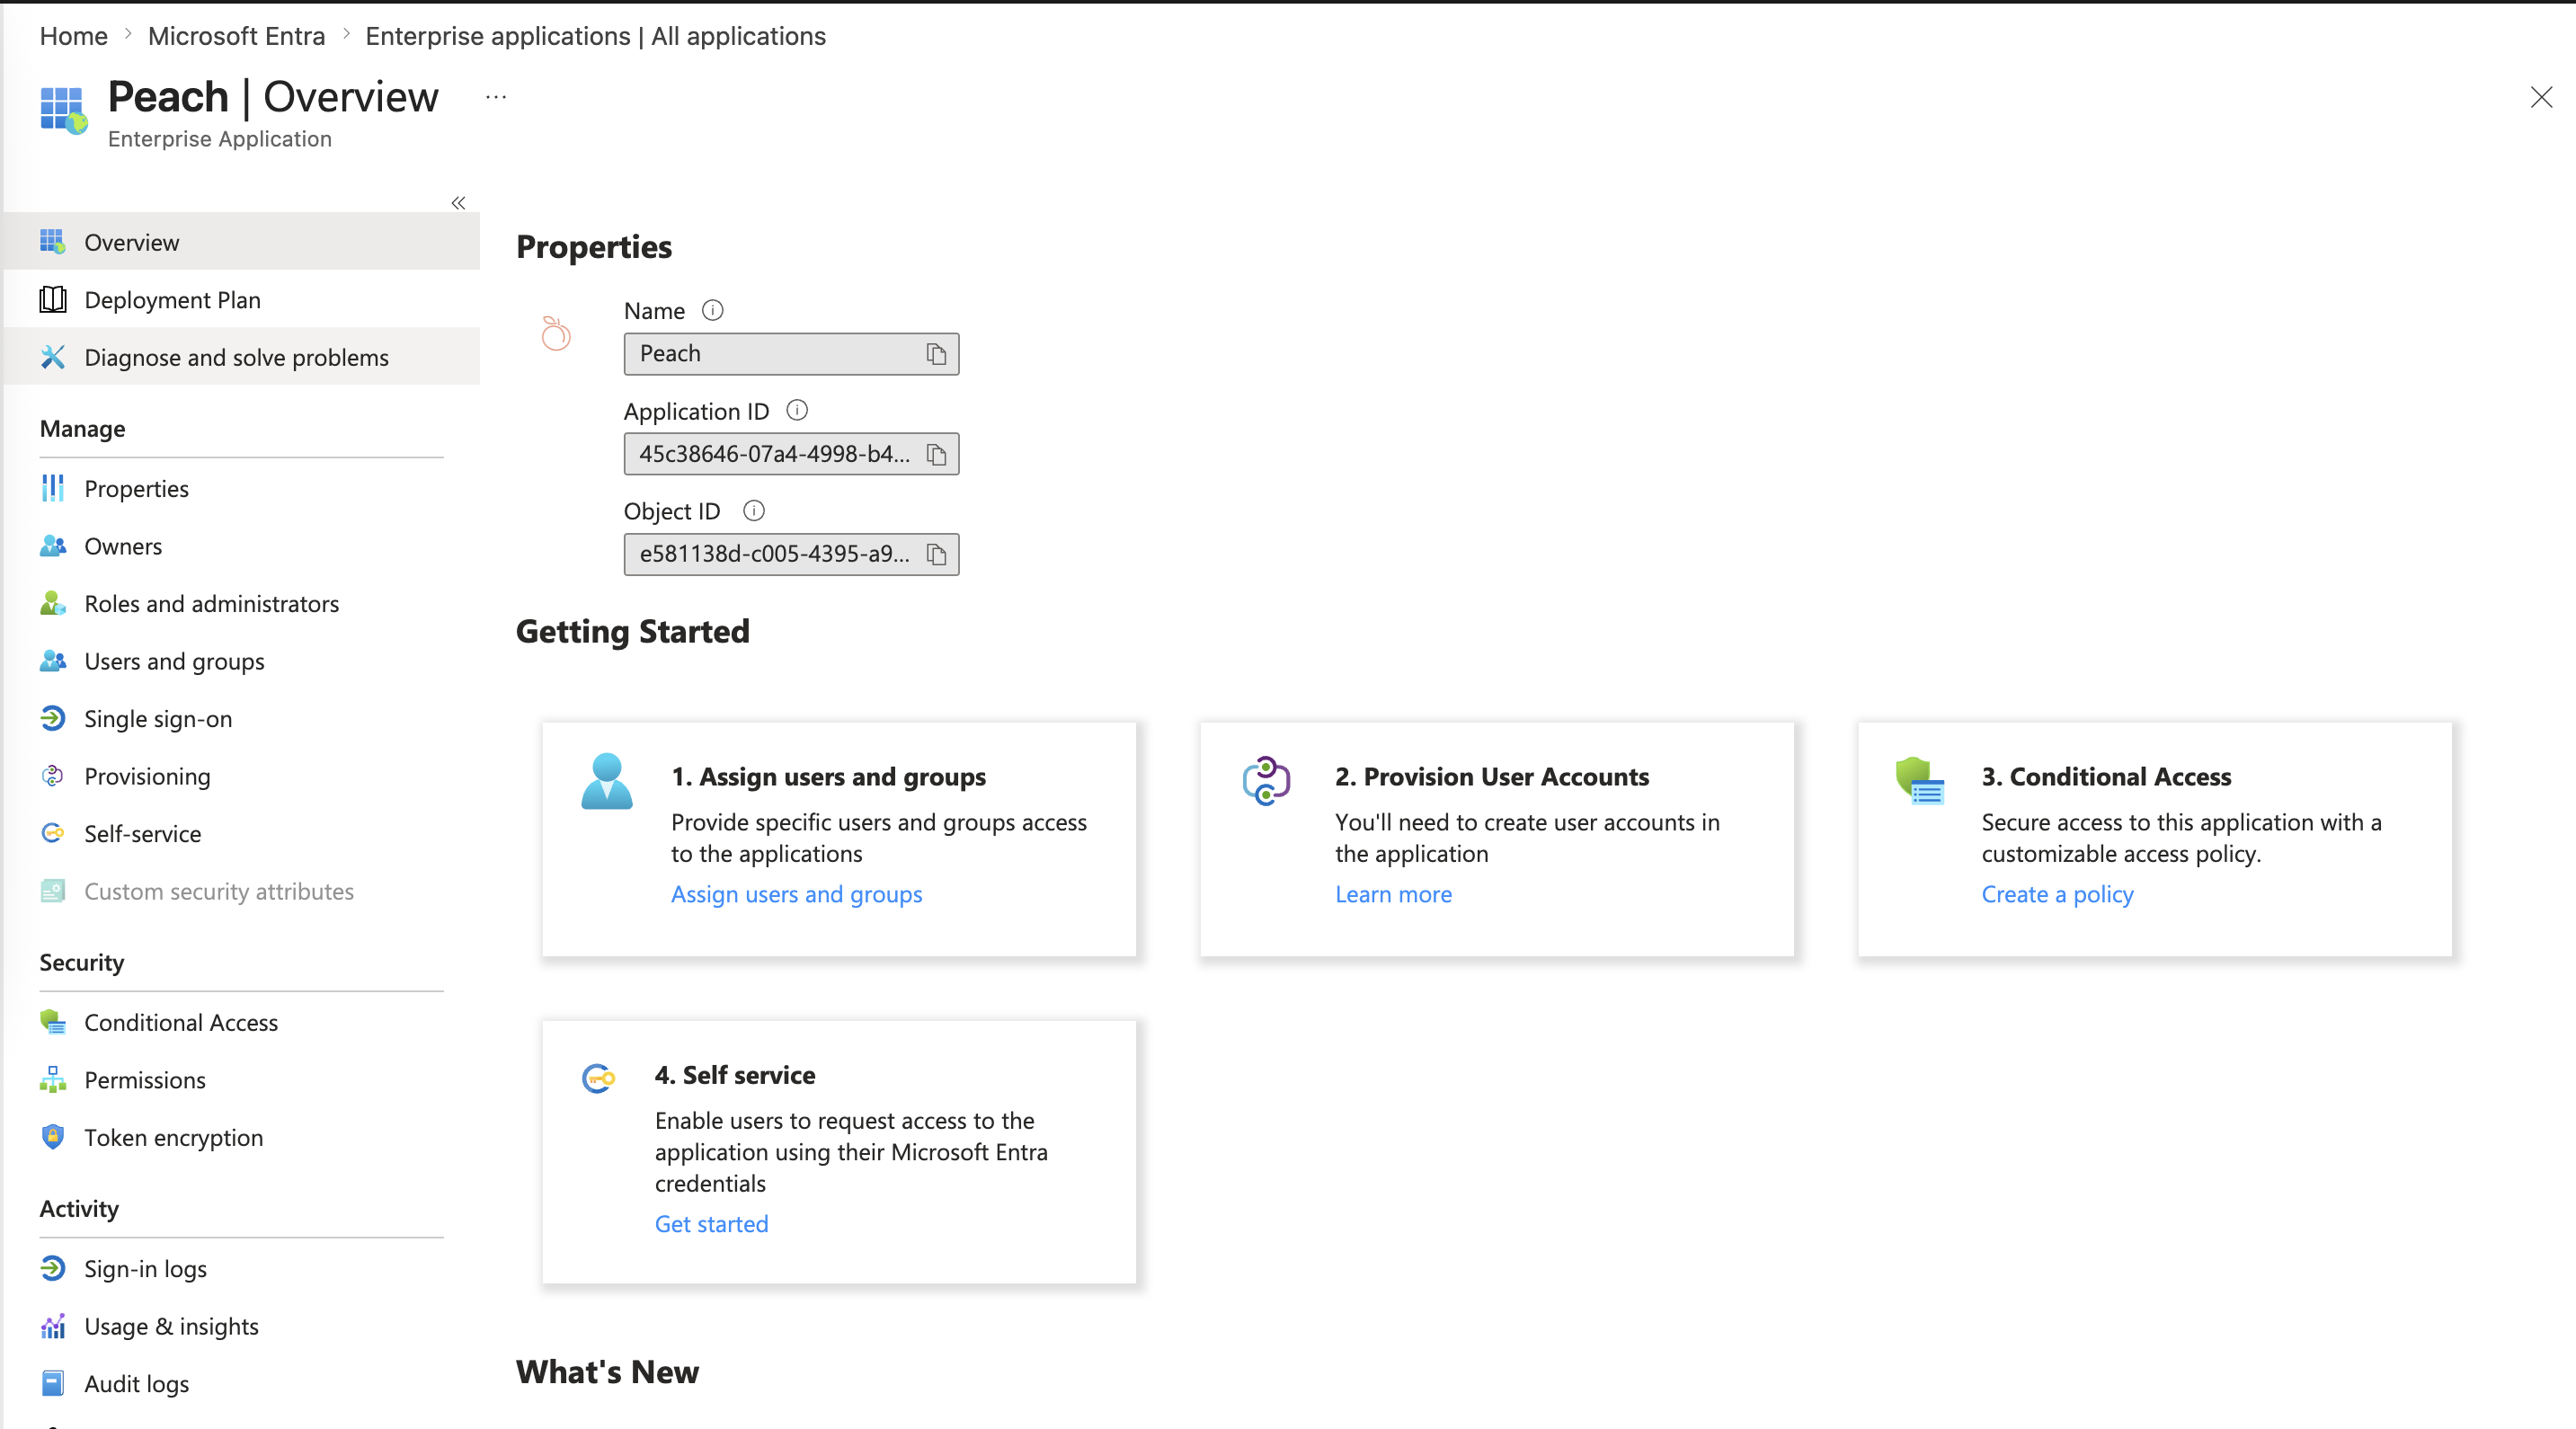 Home > Microsoft Entra > Enterprise applications | All applications
Peach | Overview ...
Enterprise Application
Overview
Deployment Plan
Diagnose and solve problems
Manage
Properties
Owners
Roles and administrators
Users and groups
Single sign-on
Provisioning
Self-service
Custom security attributes
Security
Conditional Access
Permissions
Token encryption
Activity
Sign-in logs
Usage & insights
Audit logs
Properties
Name
Peach
Application ID
45c38646-07a4-4998-b4...
Object ID
e581138d-c005-4395-a9...
Getting Started
1. Assign users and groups
Provide specific users and groups access
to the applications
Assign users and groups
2. Provision User Accounts
You'll need to create user accounts in
the application
Learn more
3. Conditional Access
Secure access to this application with a
customizable access policy.
Create a policy
4. Self service
Enable users to request access to the
application using their Microsoft Entra
credentials
Get started
What's New